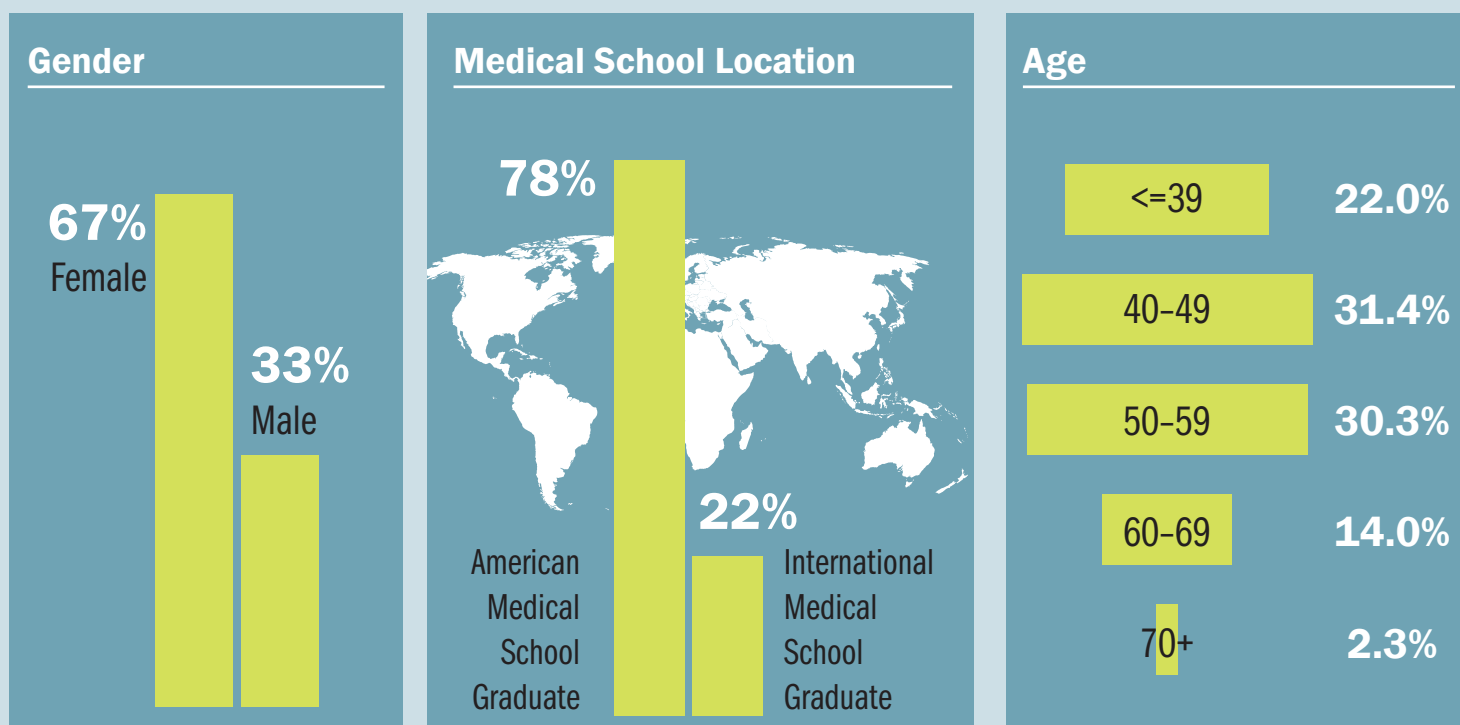 Gender
67%
Female
33%
Male
Medical School Location
78%
22%
American
Medical
School
Graduate
International
Medical
School
Graduate
Age
<=39 22.0%
40–49 31.4%
50–59 30.3%
60–69 14.0%
70+ 2.3%